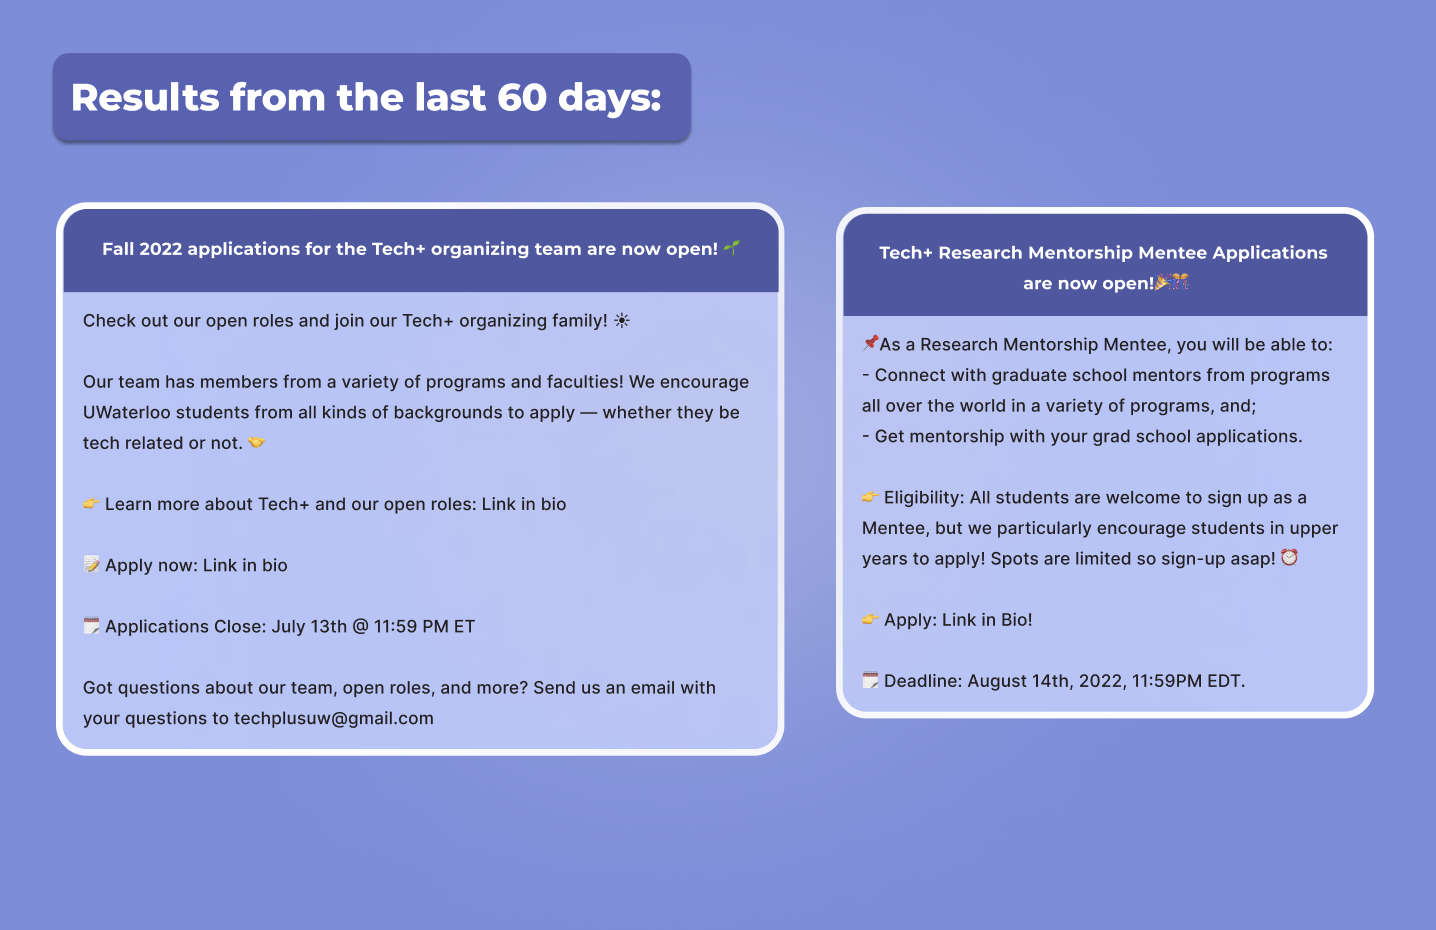 Results from the last 60 days:
Fall 2022 applications for the Tech+ organizing team are now open! 🌱
Check out our open roles and join our Tech+ organizing family! ☀
Our team has members from a variety of programs and faculties! We encourage
UWaterloo students from all kinds of backgrounds to apply — whether they be
tech related or not. 🤝
👉 Learn more about Tech+ and our open roles: Link in bio
📝 Apply now: Link in bio
🗓 Applications Close: July 13th @ 11:59 PM ET
Got questions about our team, open roles, and more? Send us an email with
your questions to techplusuw@gmail.com
Tech+ Research Mentorship Mentee Applications
are now open!🎉🎊
📌As a Research Mentorship Mentee, you will be able to:
- Connect with graduate school mentors from programs
all over the world in a variety of programs, and;
- Get mentorship with your grad school applications.
👉 Eligibility: All students are welcome to sign up as a
Mentee, but we particularly encourage students in upper
years to apply! Spots are limited so sign-up asap! ⏰
👉 Apply: Link in Bio!
🗓 Deadline: August 14th, 2022, 11:59PM EDT.